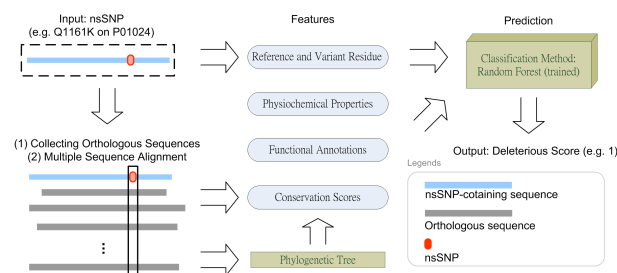 Input: nsSNP
(e.g. Q1161K on P01024)
Features
Prediction
Reference and Variant Residue
Classification Method:
Random Forest (trained)
Physiochemical Properties
(1) Collecting Orthologous Sequences
(2) Multiple Sequence Alignment
Functional Annotations
Output: Deleterious Score (e.g. 1)
Legends
Conservation Scores
nsSNP-cotaining sequence
Orthologous sequence
Phylogenetic Tree
nsSNP